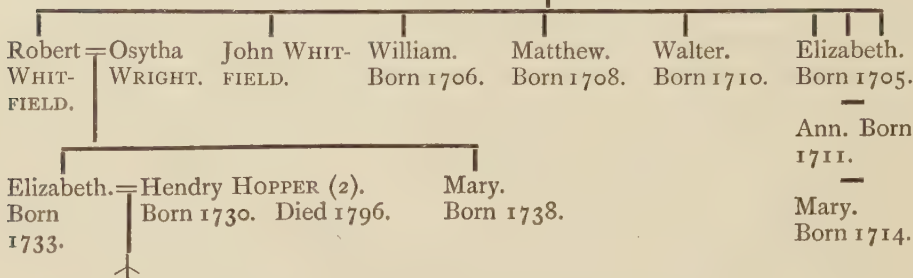 Robert = Osytha John WHIT- William. Matthew. Walter. Elizabeth.
WHIT- WRIGHT. FIELD. Born 1706. Born 1708. Born 1710. Born 1705.
FIELD.
Ann. Born
1711.
Elizabeth. = Hendry HOPPER (2). Mary. Mary.
Born Born 1730. Died 1796. Born 1738. Born 1714.
1733.